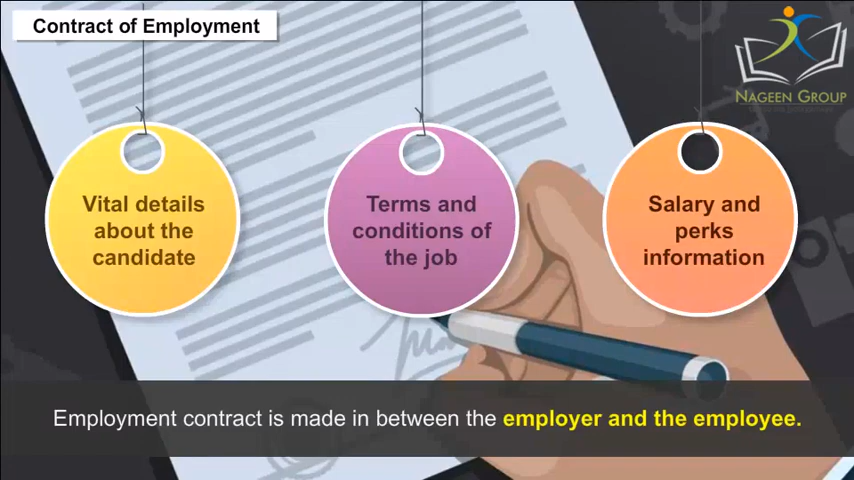 Contract of Employment
NAGEEN GROUP
Vital details
about the
candidate
Terms and
conditions of
the job
Salary and
perks
information
Employment contract is made in between the employer and the employee.